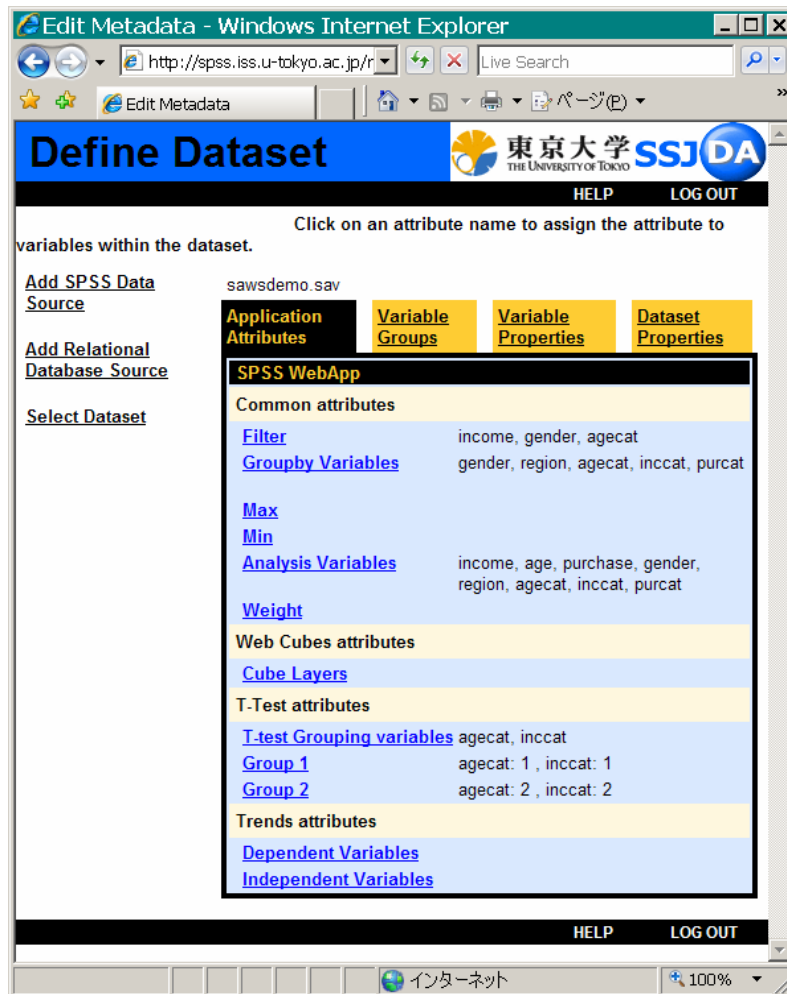 Edit Metadata - Windows Internet Explorer
http://spss.iss.u-tokyo.ac.jp/r
Live Search
Edit Metadata
ページ(P)
»
Define Dataset
東京大学
THE UNIVERSITY OF TOKYO
SSJDA
HELP LOG OUT
Click on an attribute name to assign the attribute to
variables within the dataset.
Add SPSS Data
Source
Add Relational
Database Source
Select Dataset
sawsdemo.sav
Application
Attributes
Variable
Groups
Variable
Properties
Dataset
Properties
SPSS WebApp
Common attributes
Filter income, gender, agecat
Groupby Variables gender, region, agecat, inccat, purcat
Max
Min
Analysis Variables income, age, purchase, gender,
region, agecat, inccat, purcat
Weight
Web Cubes attributes
Cube Layers
T-Test attributes
T-test Grouping variables agecat, inccat
Group 1 agecat: 1 , inccat: 1
Group 2 agecat: 2 , inccat: 2
Trends attributes
Dependent Variables
Independent Variables
HELP LOG OUT
インターネット
100%